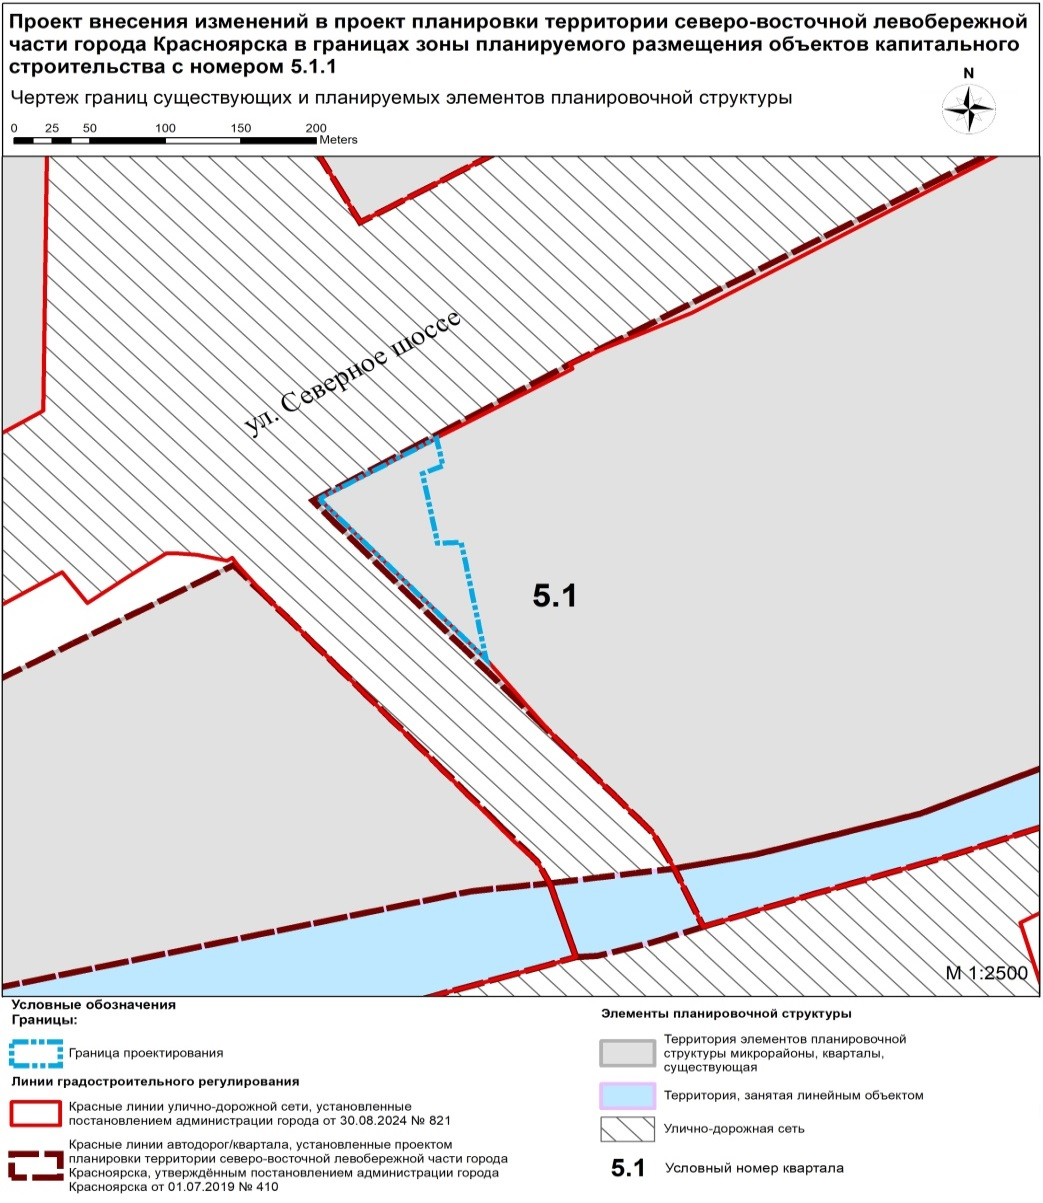 Проект внесения изменений в проект планировки территории северо-восточной левобережной
части города Красноярска в границах зоны планируемого размещения объектов капитального
строительства с номером 5.1.1
Чертеж границ существующих и планируемых элементов планировочной структуры
N
0 25 50 100 150 200
Meters
ул. Северное шоссе
5.1
М 1:2500
Условные обозначения
Границы:
Граница проектирования
Линии градостроительного регулирования
Красные линии улично-дорожной сети, установленные
постановлением администрации города от 30.08.2024 № 821
Красные линии автодорог/квартала, установленные проектом
планировки территории северо-восточной левобережной части города
Красноярска, утверждённым постановлением администрации города
Красноярска от 01.07.2019 № 410
Элементы планировочной структуры
Территория элементов планировочной
структуры микрорайоны, кварталы,
существующая
Территория, занятая линейным объектом
Улично-дорожная сеть
5.1 Условный номер квартала